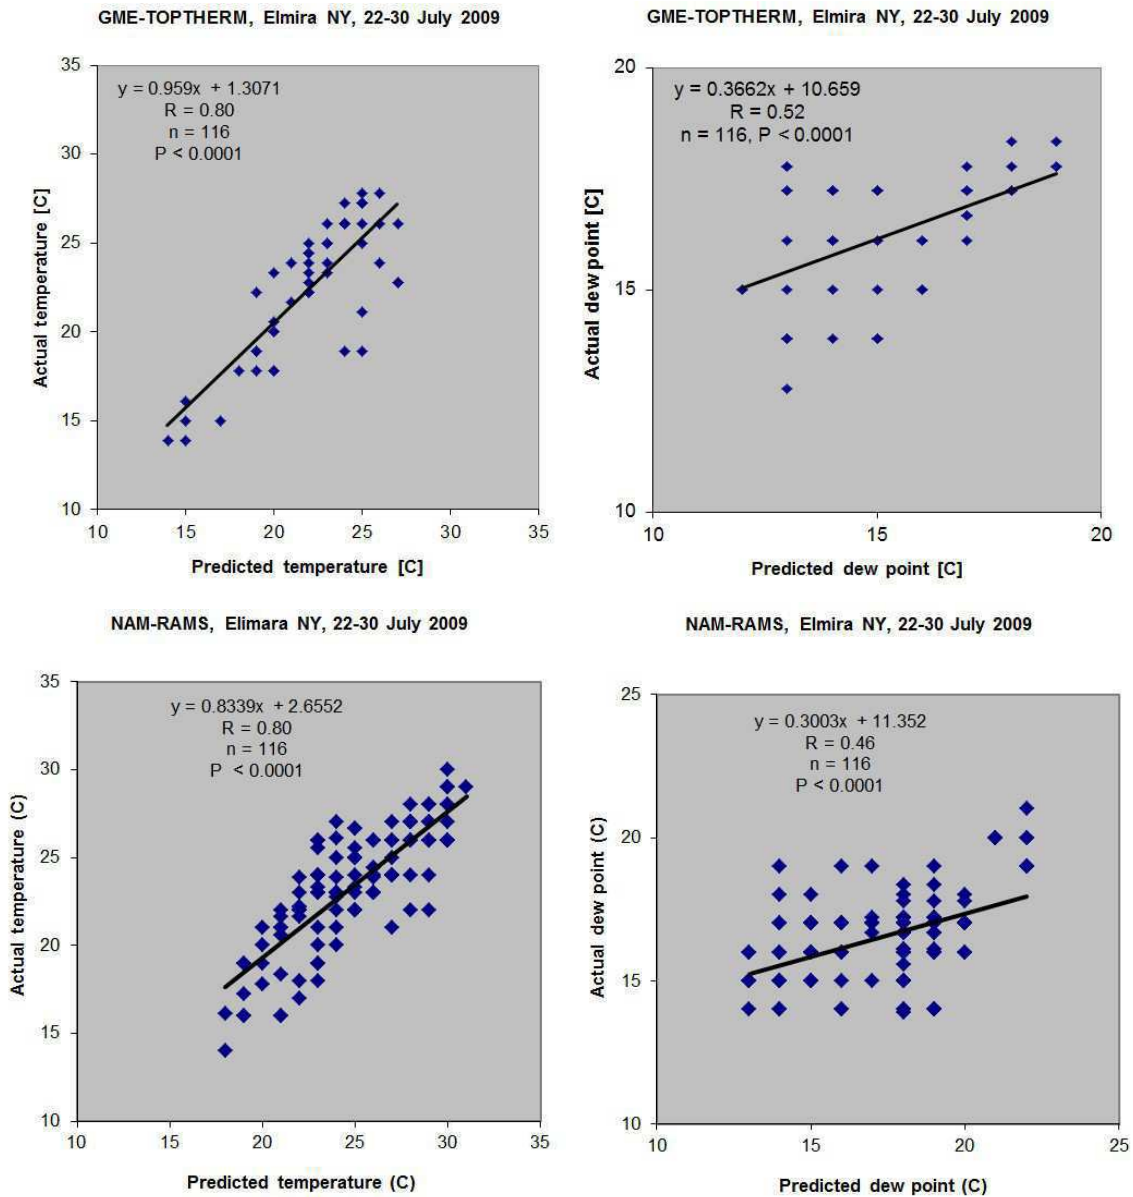 GME-TOPTHERM, Elmira NY, 22-30 July 2009
35
30
25
20
15
10
Actual temperature [C]
y = 0.959x + 1.3071
R = 0.80
n = 116
P < 0.0001
10 15 20 25 30 35
Predicted temperature [C]
GME-TOPTHERM, Elmira NY, 22-30 July 2009
20
15
10
Actual dew point [C]
y = 0.3662x + 10.659
R = 0.52
n = 116, P < 0.0001
10 15 20
Predicted dew point [C]
NAM-RAMS, Elimara NY, 22-30 July 2009
35
30
25
20
15
10
Actual temperature (C)
y = 0.8339x + 2.6552
R = 0.80
n = 116
P < 0.0001
10 15 20 25 30 35
Predicted temperature (C)
NAM-RAMS, Elmira NY, 22-30 July 2009
25
20
15
10
Actual dew point (C)
y = 0.3003x + 11.352
R = 0.46
n = 116
P < 0.0001
10 15 20 25
Predicted dew point (C)